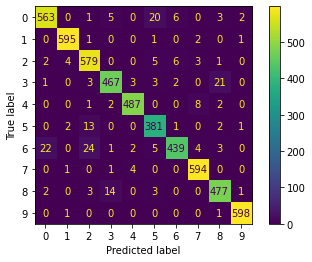 0 563 0 1 5 0 20 6 0 3 2
1 0 595 1 0 0 1 0 2 0 1
2 2 4 579 0 0 5 6 3 1 0
3 1 0 3 467 3 3 2 0 21 0
4 0 0 1 2 487 0 0 8 2 0
5 0 2 13 0 0 381 1 0 2 1
6 22 0 24 1 2 5 439 4 3 0
7 0 1 0 1 4 0 0 594 0 0
8 2 0 3 14 0 3 0 0 477 1
9 0 1 0 0 0 0 0 0 1 598
0 1 2 3 4 5 6 7 8 9
Predicted label
True label
500
400
300
200
100
0